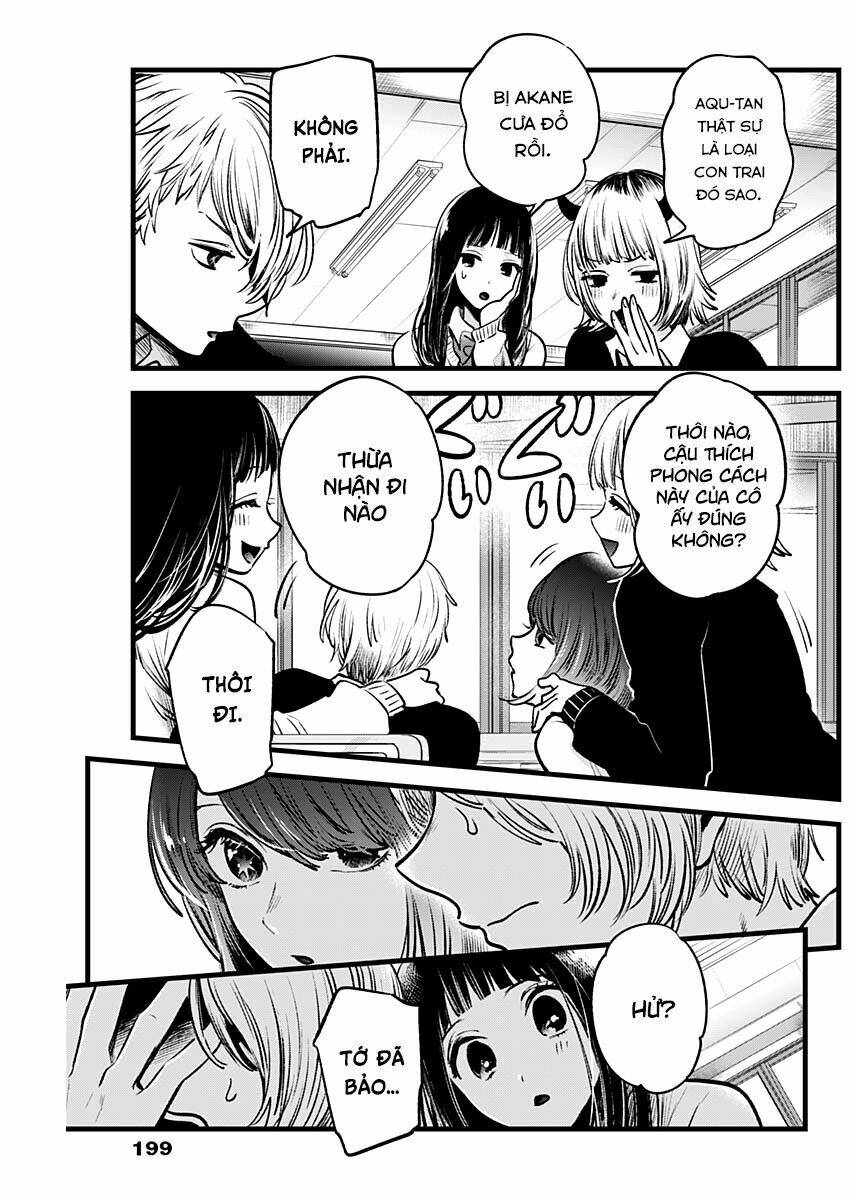 AQU-TAN
THẬT SỰ
LÀ LOẠI
CON TRAI
ĐÓ SAO.
BỊ AKANE
CƯA ĐỔ
RỒI.
KHÔNG
PHẢI.
THÔI NÀO,
CẬU THÍCH
PHONG CÁCH
NÀY CỦA CÔ
ẤY ĐÚNG
KHÔNG?
THỪA
NHẬN ĐI
NÀO
THÔI
ĐI.
HỬ?
TỚ ĐÃ
BẢO...
199